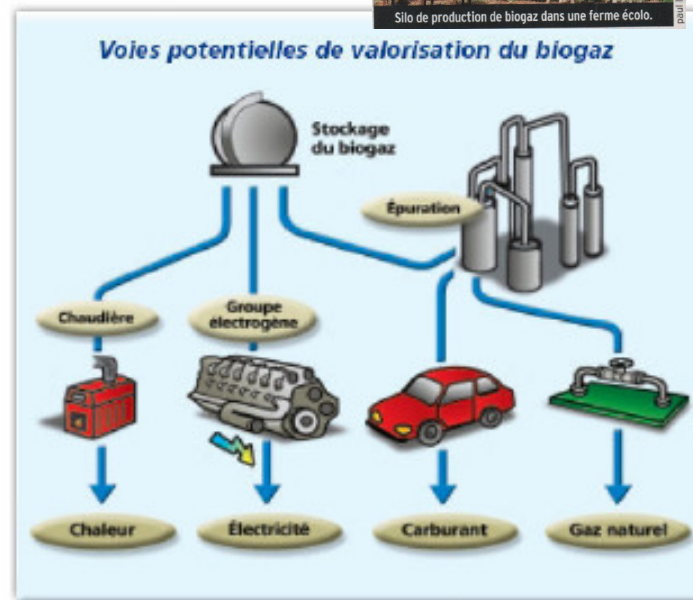 Silo de production de biogaz dans une ferme écolo.
Voies potentielles de valorisation du biogaz
Stockage
du biogaz
Épuration
Chaudière
Groupe
électrogène
Chaleur
Électricité
Carburant
Gaz naturel